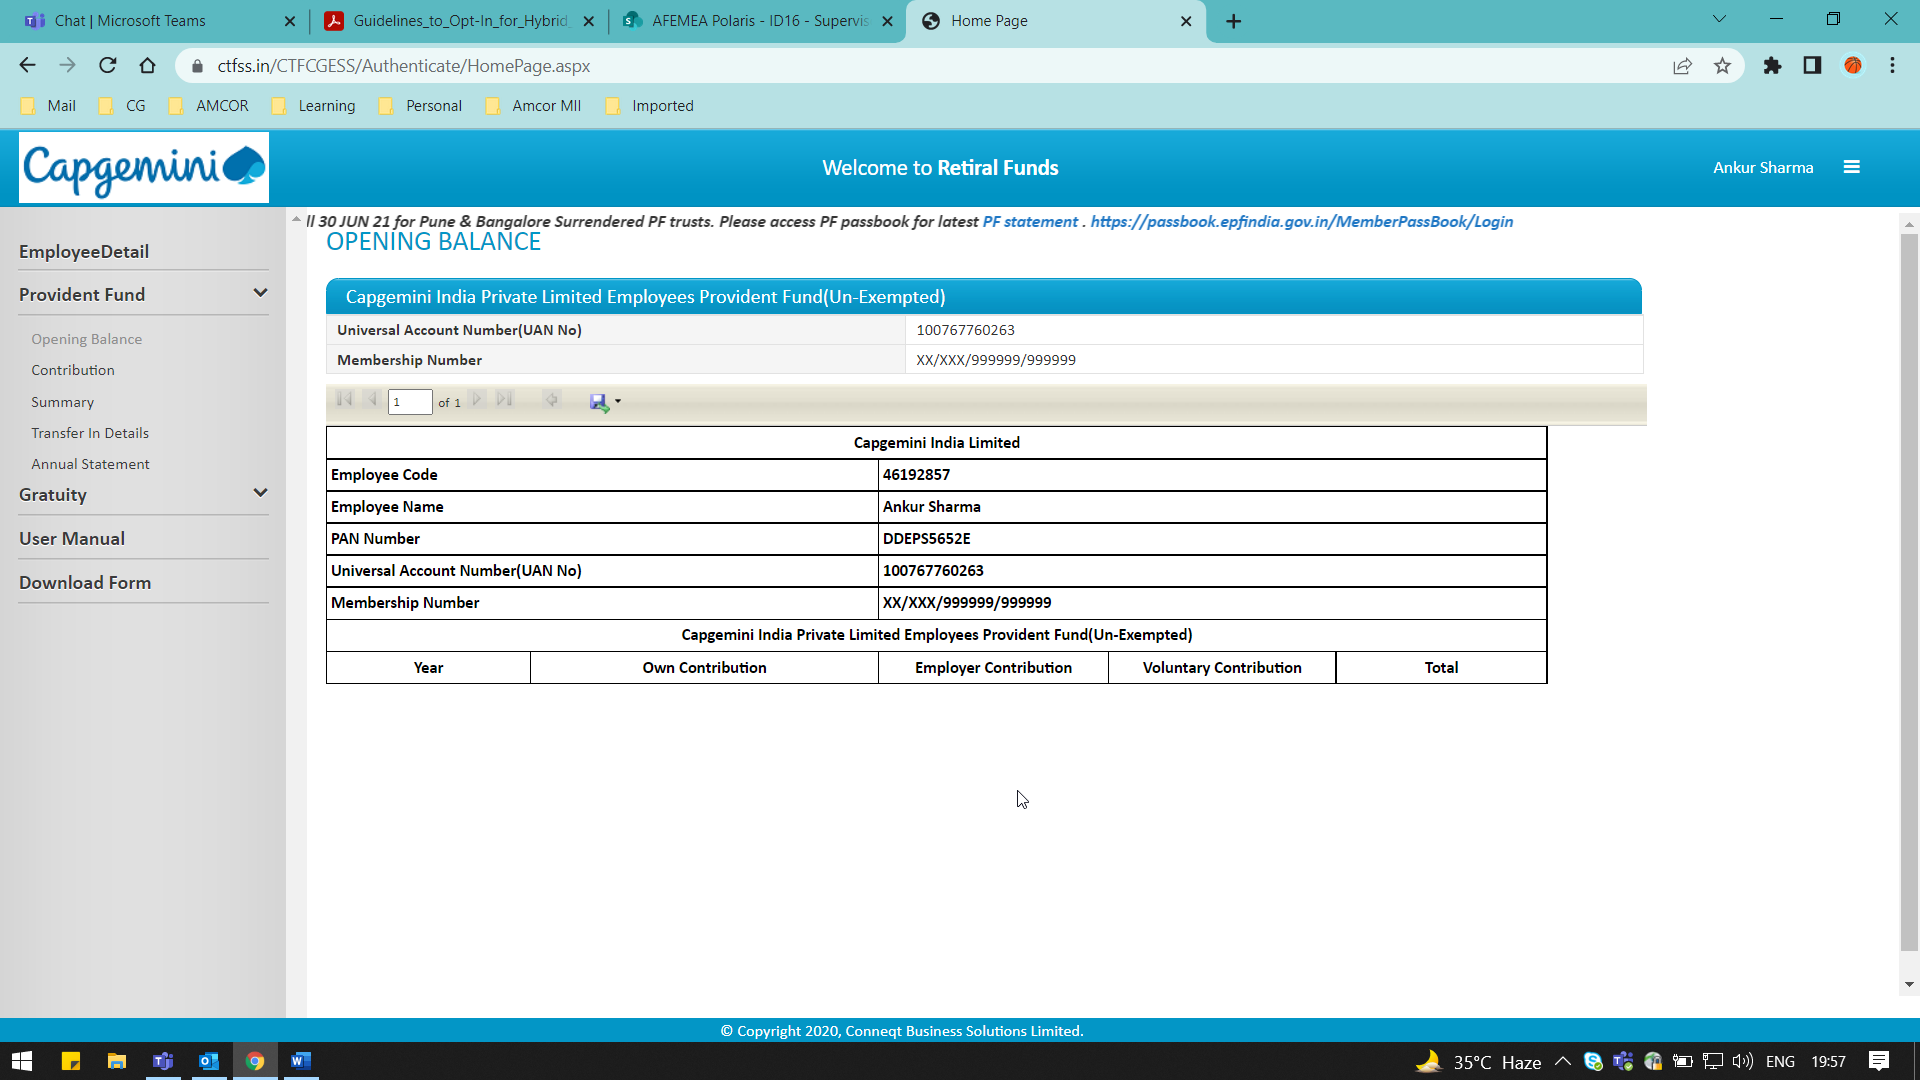 Chat | Microsoft Teams
Guidelines_to_Opt-In_for_Hybrid_
AFEMEA Polaris - ID16 - Supervis
Home Page
ctfss.in/CTFCGESS/Authenticate/HomePage.aspx
Mail
CG
AMCOR
Learning
Personal
Amcor MII
Imported
Capgemini
Welcome to Retiral Funds
Ankur Sharma
ll 30 JUN 21 for Pune & Bangalore Surrendered PF trusts. Please access PF passbook for latest PF statement . https://passbook.epfindia.gov.in/MemberPassBook/Login
EmployeeDetail
Provident Fund
Opening Balance
Contribution
Summary
Transfer In Details
Annual Statement
Gratuity
User Manual
Download Form
OPENING BALANCE
Capgemini India Private Limited Employees Provident Fund(Un-Exempted)
Universal Account Number(UAN No) 100767760263
Membership Number XX/XXX/999999/999999
1 of 1
Capgemini India Limited
Employee Code 46192857
Employee Name Ankur Sharma
PAN Number DDEPS5652E
Universal Account Number(UAN No) 100767760263
Membership Number XX/XXX/999999/999999
Capgemini India Private Limited Employees Provident Fund(Un-Exempted)
Year Own Contribution Employer Contribution Voluntary Contribution Total
© Copyright 2020, Conneqt Business Solutions Limited.
35°C Haze
ENG
19:57